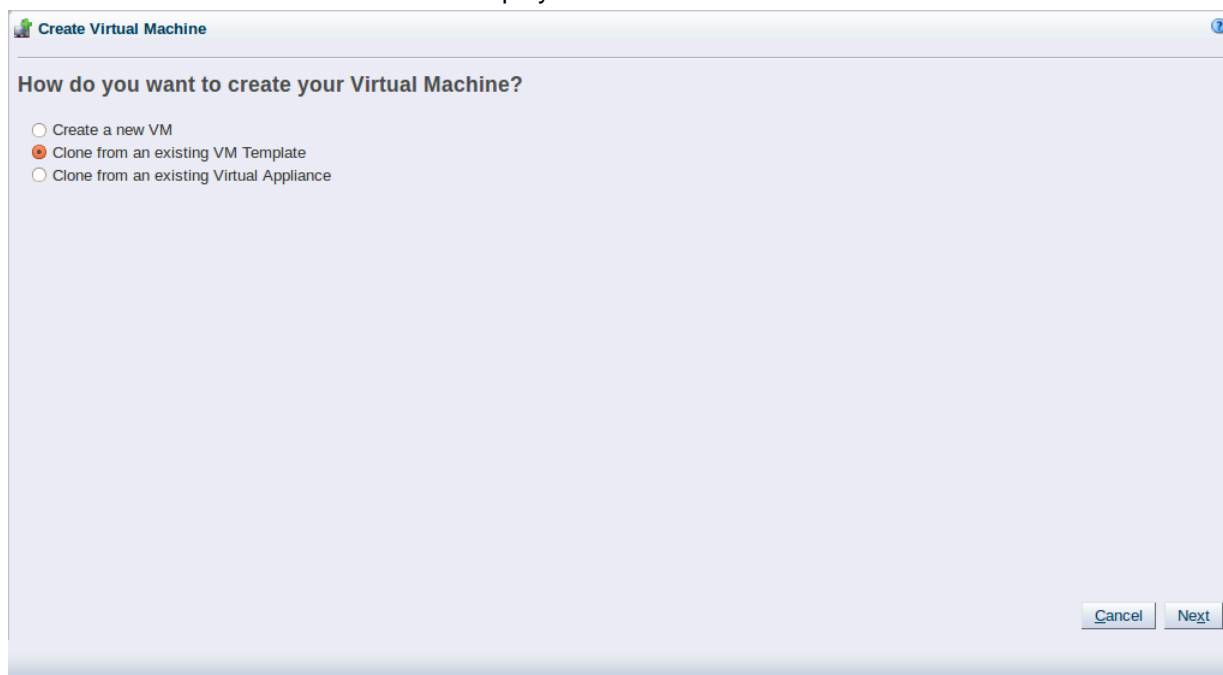 Create Virtual Machine
How do you want to create your Virtual Machine?
Create a new VM
Clone from an existing VM Template
Clone from an existing Virtual Appliance
Cancel Next